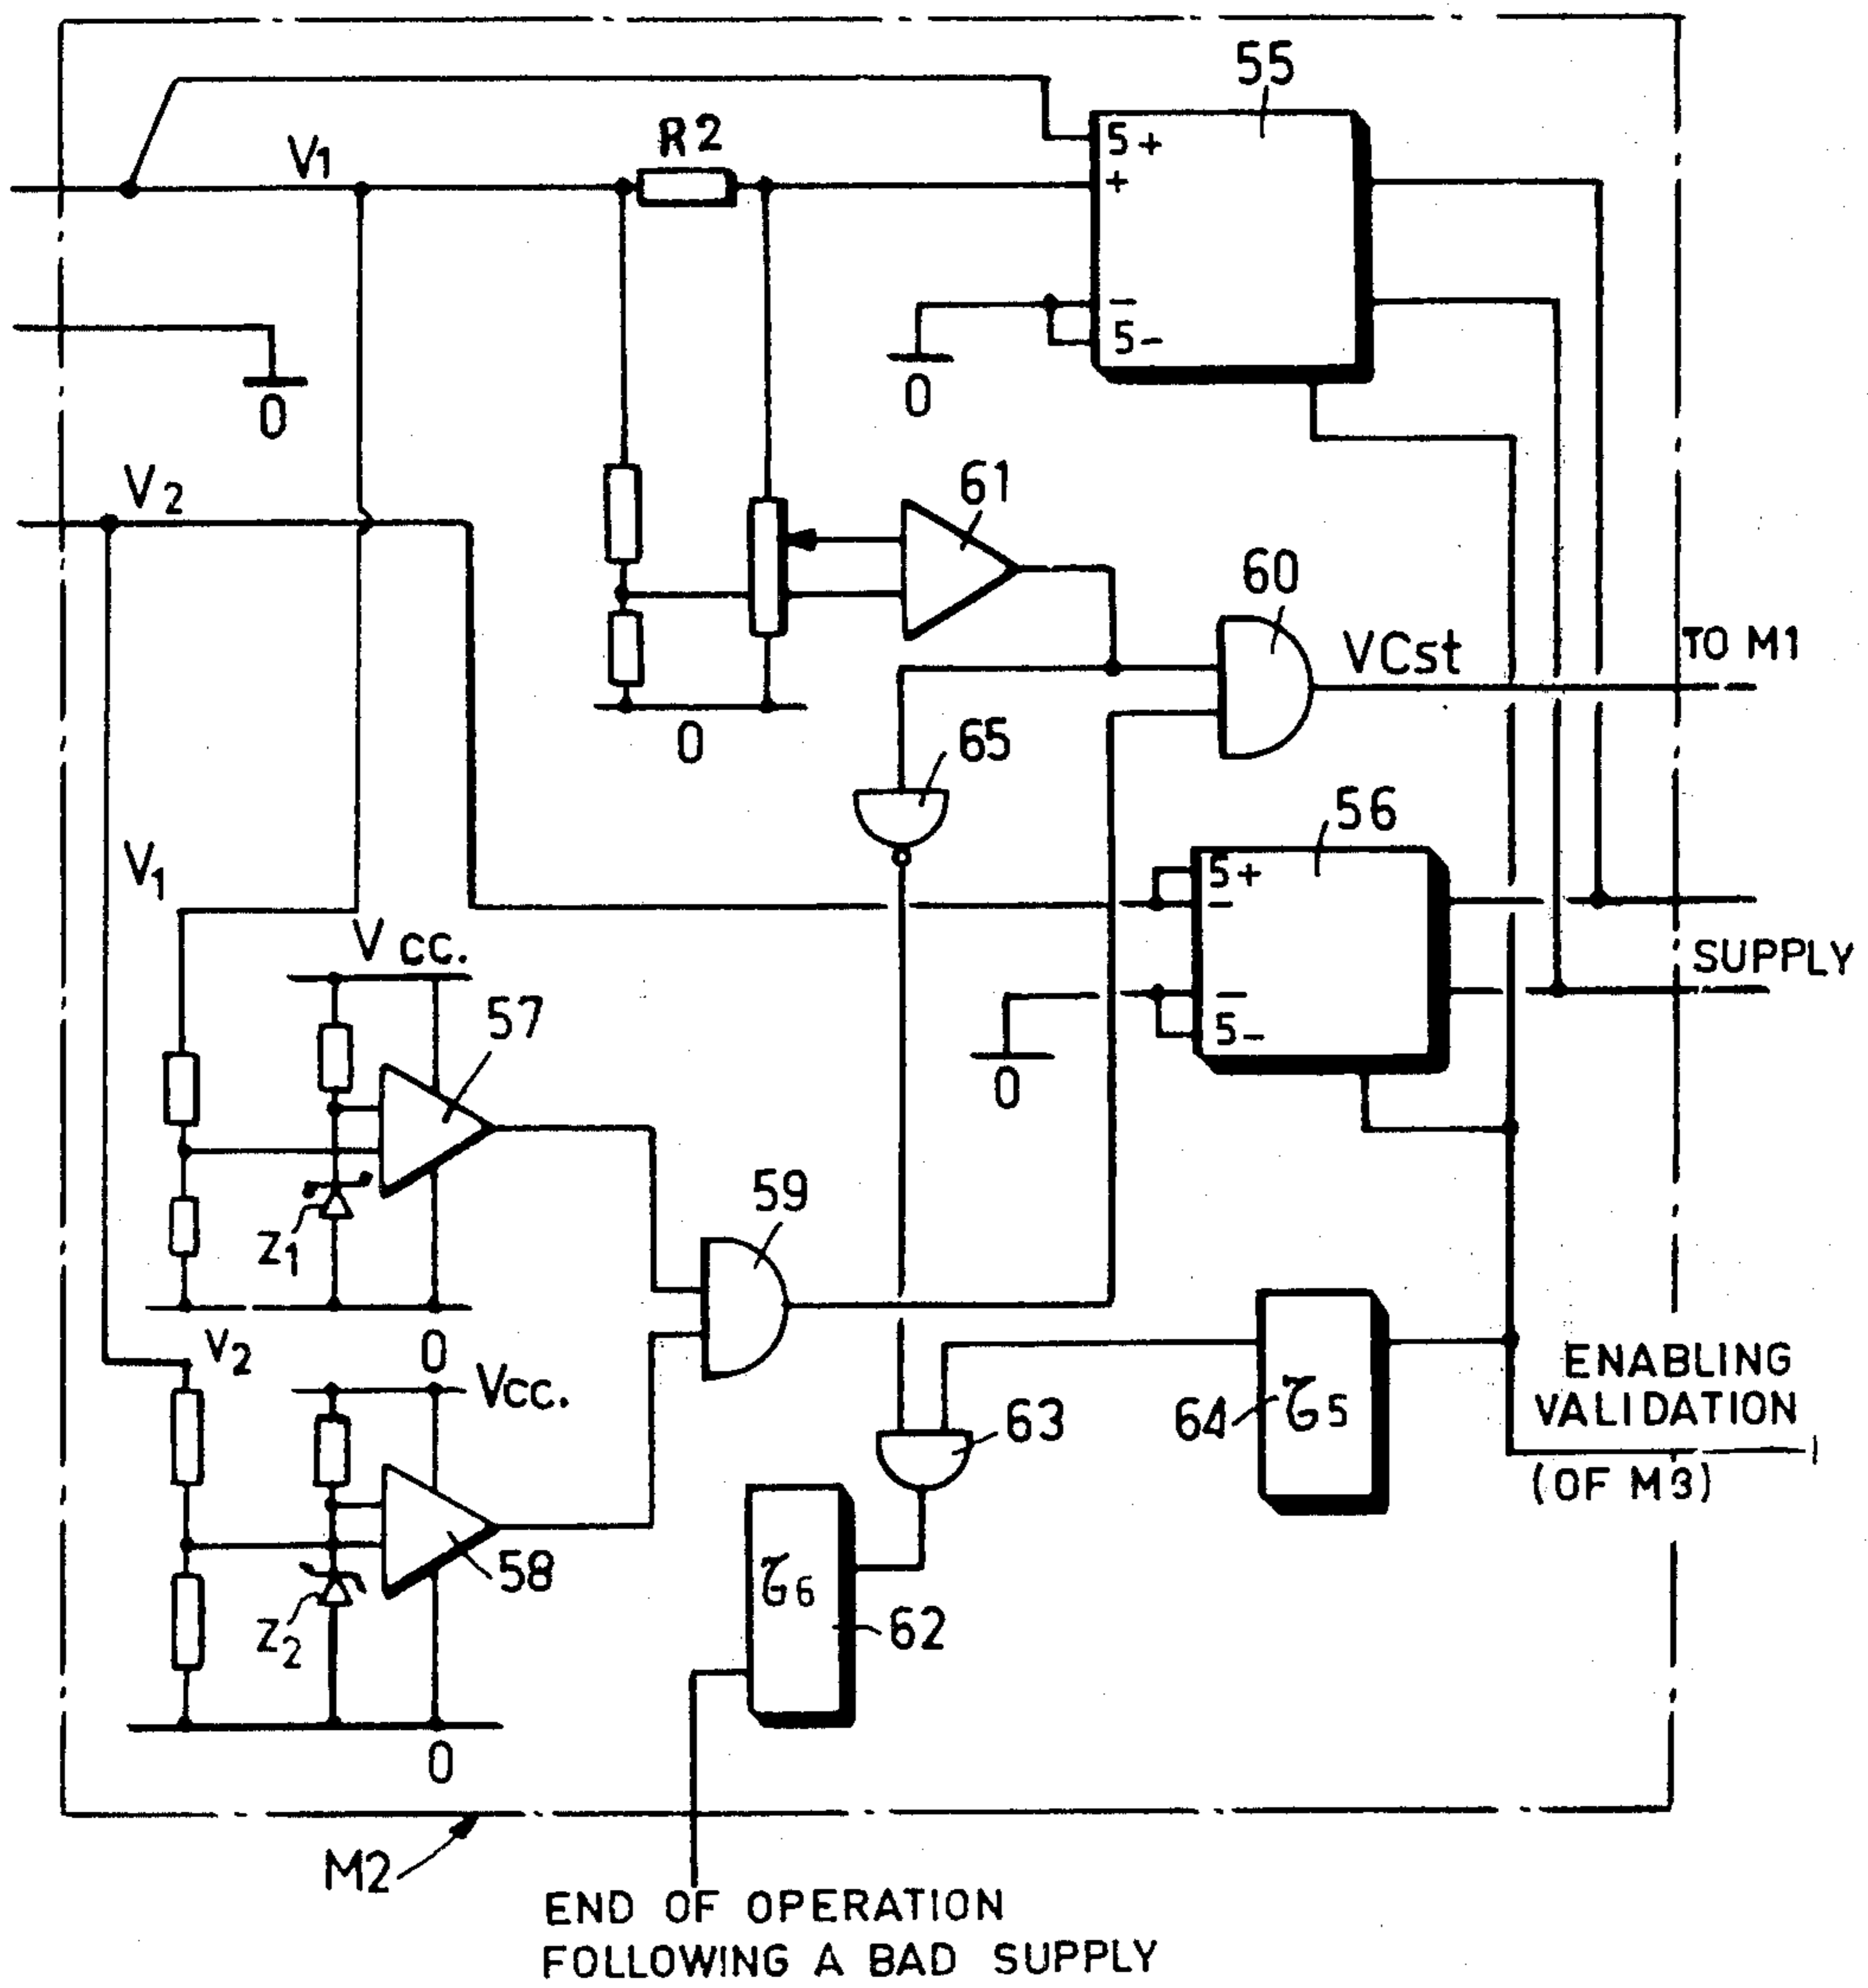 55
R2
V1
5+
+
−
5−
0
0
V2
61
60
VCst
TO M1
0
65
56
V1
5+
−
Vcc.
SUPPLY
57
−
5−
0
59
Z1
V2
0
Vcc.
ENABLING
VALIDATION
(OF M3)
64
τ5
63
58
τ6
62
Z2
0
M2
END OF OPERATION
FOLLOWING A BAD SUPPLY